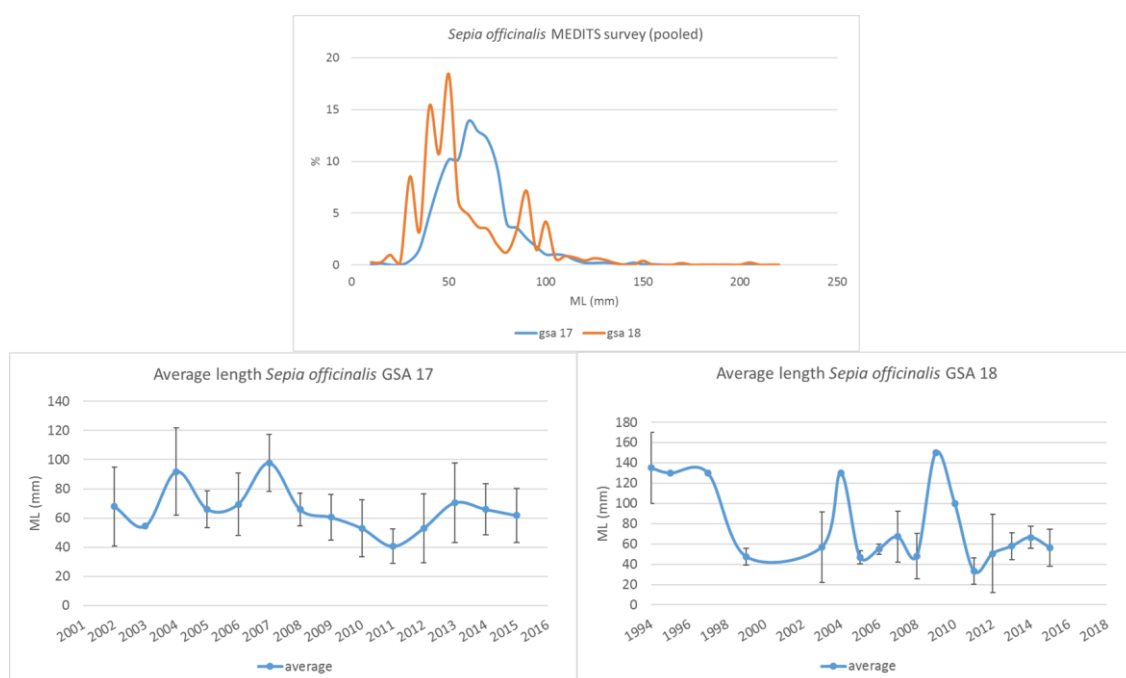 Sepia officinalis MEDITS survey (pooled)
20
15
%
10
5
0
0 50 100 150 200 250
ML (mm)
gsa 17 gsa 18
Average length Sepia officinalis GSA 17
140
120
100
80
60
40
20
0
ML (mm)
2001 2002 2003 2004 2005 2006 2007 2008 2009 2010 2011 2012 2013 2014 2015 2016
average
Average length Sepia officinalis GSA 18
180
160
140
120
100
80
60
40
20
0
ML (mm)
1994 1996 1998 2000 2002 2004 2006 2008 2010 2012 2014 2016 2018
average